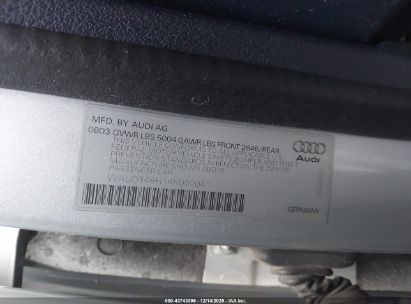 MFD. BY AUDI AG
0803 GVWR LBS 5004 GAWR LBS FRONT 2646/REAR
THIS VEHICLE CONFORMS TO ALL APPLICABLE U.S.
FEDERAL MOTOR VEHICLE SAFETY, BUMPER AND THEFT
PREVENTION STANDARDS IN EFFECT ON THE DAY OF
MANUFACTURE SHOWN ABOVE
PASSENGER CAR
Audi
GERMANY